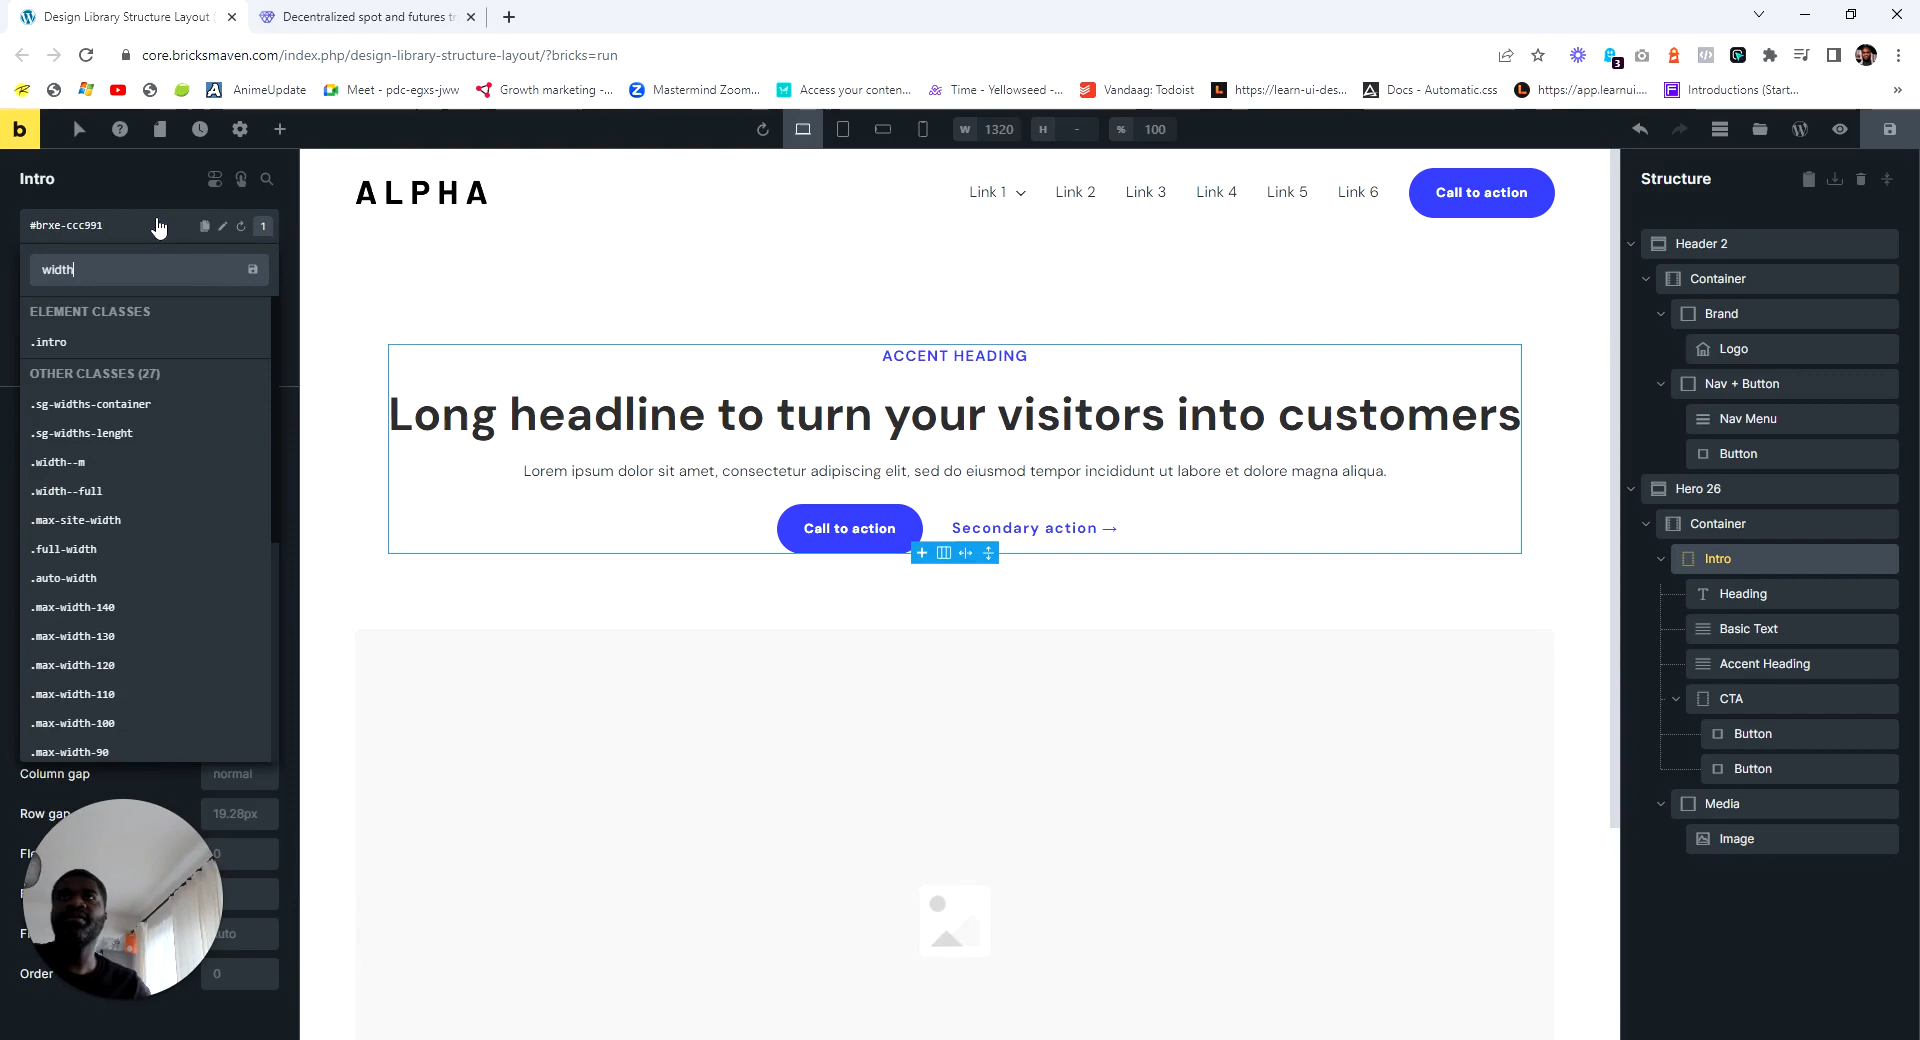 Design Library Structure Layout (
Decentralized spot and futures tr
core.bricksmaven.com/index.php/design-library-structure-layout/?bricks=run
3
AnimeUpdate
Meet - pdc-egxs-jww
Growth marketing -...
Mastermind Zoom...
Access your conten...
Time - Yellowseed -...
Vandaag: Todoist
https://learn-ui-des...
Docs - Automatic.css
https://app.learnui....
Introductions (Start...
»
b
W 1320
H -
% 100
Intro
#brxe-ccc991
1
width
ELEMENT CLASSES
.intro
OTHER CLASSES (27)
.sg-widths-container
.sg-widths-lenght
.width--m
.width--full
.max-site-width
.full-width
.auto-width
.max-width-140
.max-width-130
.max-width-120
.max-width-110
.max-width-100
.max-width-90
Column gap normal
Row gap 19.28px
0
Order 0
ALPHA
Link 1
Link 2
Link 3
Link 4
Link 5
Link 6
Call to action
ACCENT HEADING
Long headline to turn your visitors into customers
Lorem ipsum dolor sit amet, consectetur adipiscing elit, sed do eiusmod tempor incididunt ut labore et dolore magna aliqua.
Call to action
Secondary action →
Structure
Header 2
Container
Brand
Logo
Nav + Button
Nav Menu
Button
Hero 26
Container
Intro
Heading
Basic Text
Accent Heading
CTA
Button
Button
Media
Image